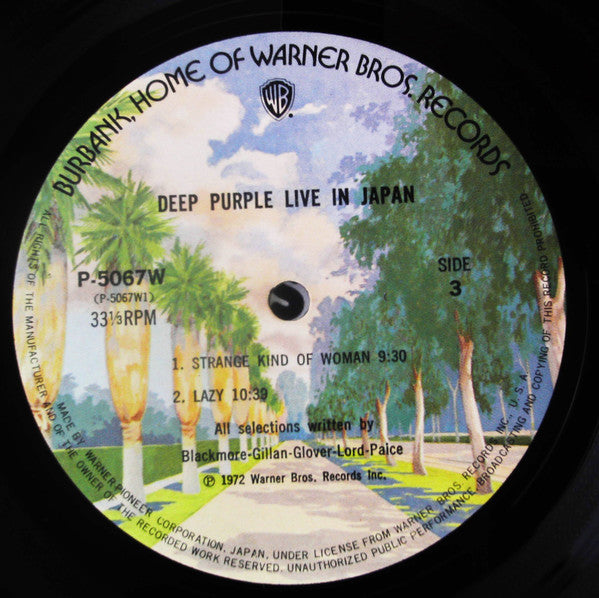 BURBANK, HOME OF WARNER BROS. RECORDS
WB
DEEP PURPLE LIVE IN JAPAN
P-5067W
(P-5067W1)
33⅓RPM
SIDE
3
1. STRANGE KIND OF WOMAN 9:30
2. LAZY 10:39
All selections written by
Blackmore-Gillan-Glover-Lord-Paice
Ⓟ 1972 Warner Bros. Records Inc.
MADE BY WARNER-PIONEER CORPORATION, JAPAN, UNDER LICENSE FROM WARNER BROS. RECORDS INC., U.S.A.
ALL RIGHTS OF THE MANUFACTURER AND OF THE OWNER OF THE RECORDED WORK RESERVED. UNAUTHORIZED PUBLIC PERFORMANCE, BROADCASTING AND COPYING OF THIS RECORD PROHIBITED